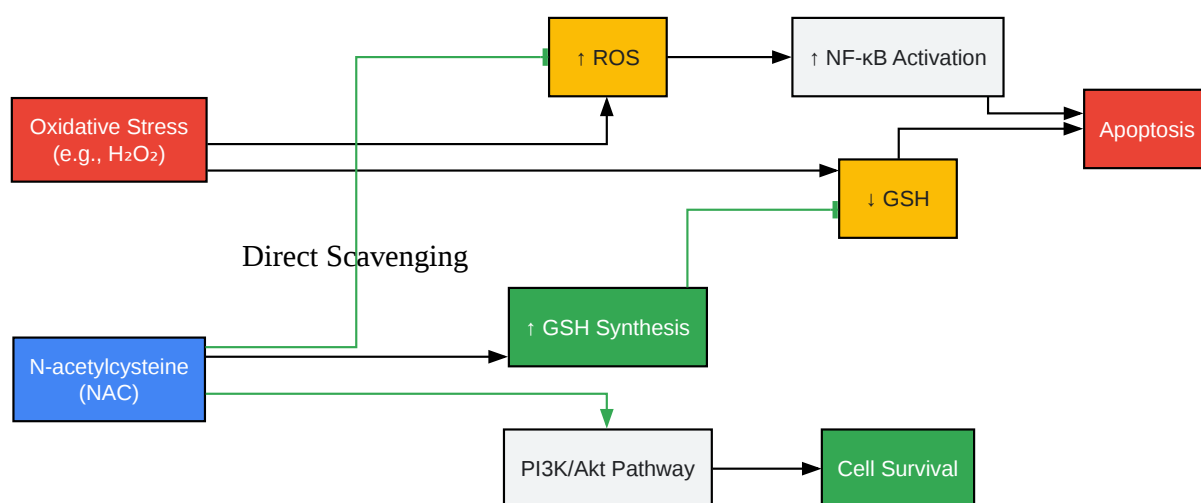 ↑ ROS
↑ NF-κB Activation
Oxidative Stress
(e.g., H₂O₂)
Apoptosis
↓ GSH
Direct Scavenging
↑ GSH Synthesis
N-acetylcysteine
(NAC)
PI3K/Akt Pathway
Cell Survival